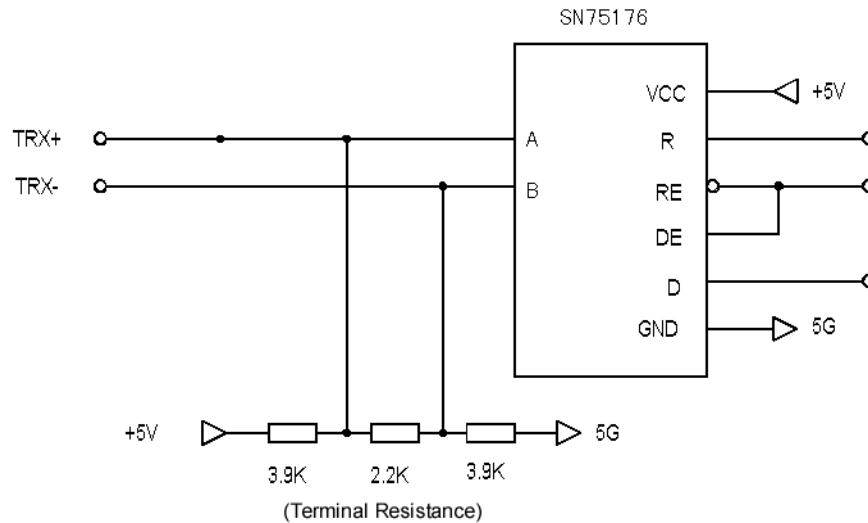 SN75176
VCC
+5V
TRX+
A
R
TRX-
B
RE
DE
D
GND
5G
+5V
5G
3.9K
2.2K
3.9K
(Terminal Resistance)